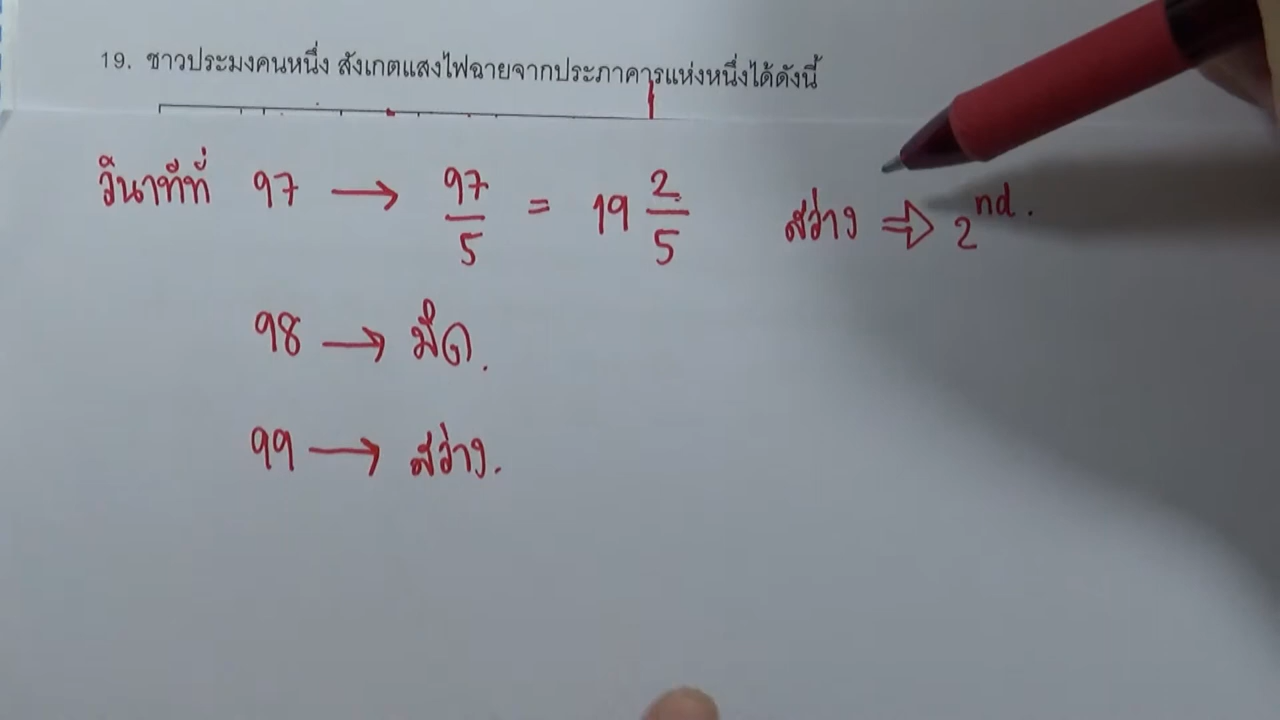 19. ชาวประมงคนหนึ่ง สังเกตแสงไฟฉายจากประภาคารแห่งหนึ่งได้ดังนี้
วินาทีที่ 97 → 97/5 = 19 2/5 สว่าง ⇒ 2nd.
98 → มืด.
99 → สว่าง.